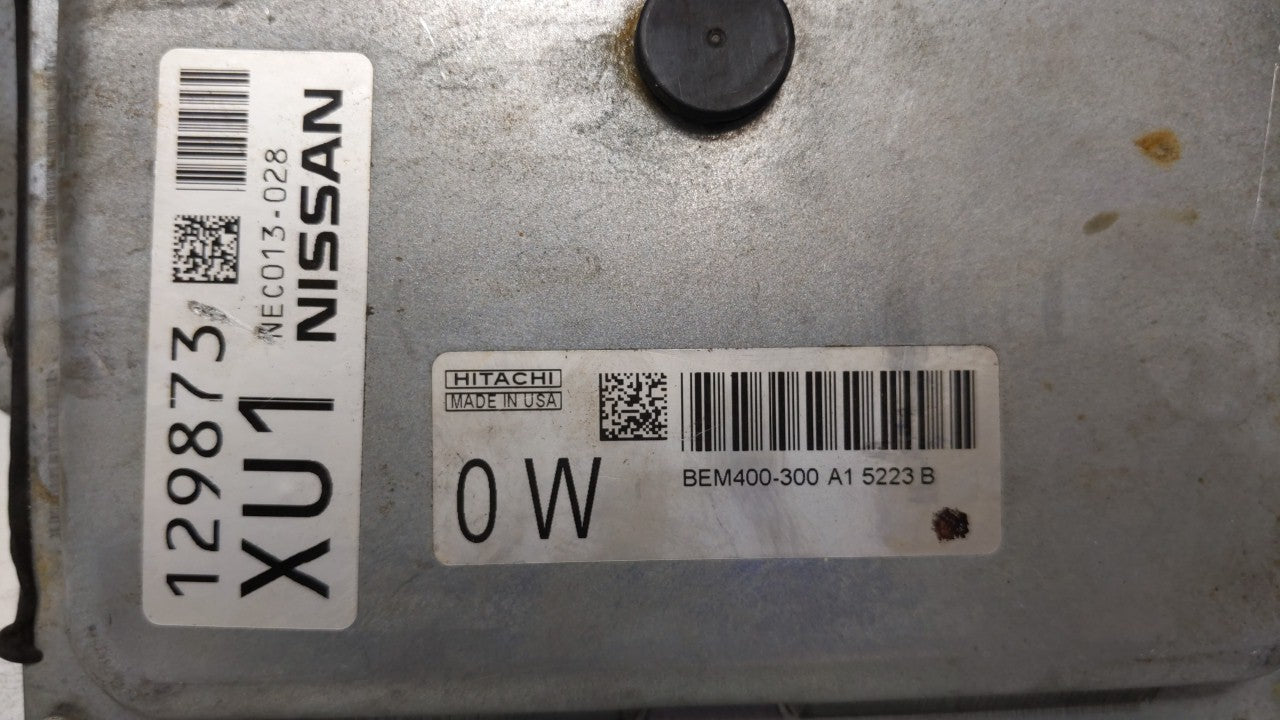 NISSAN
NEC013-028
129873
XU1
HITACHI
MADE IN USA
0 W
BEM400-300 A1 5223 B